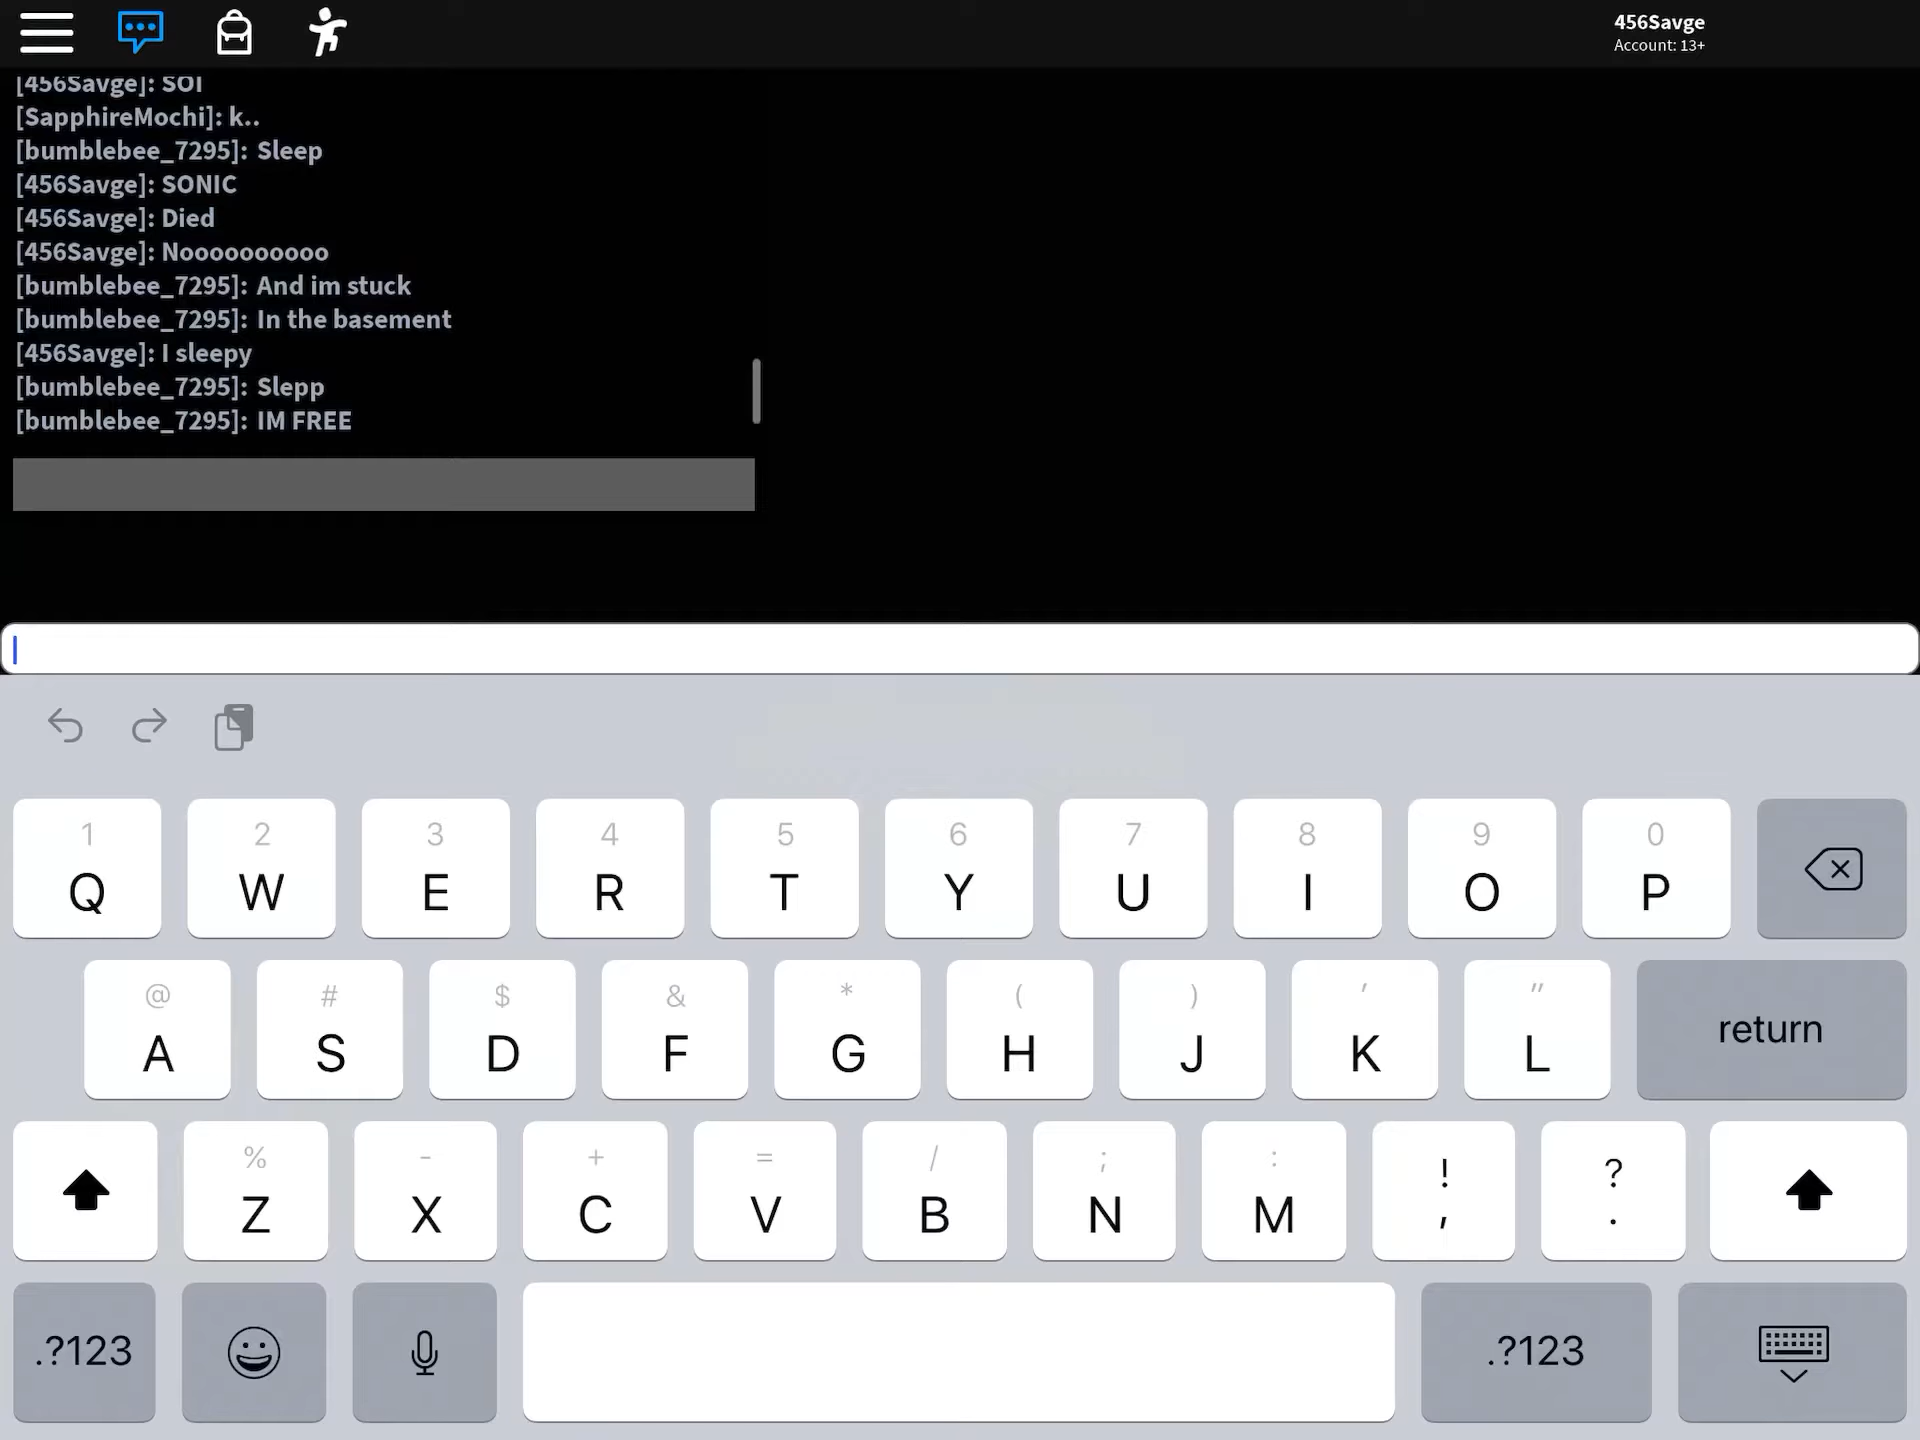 456Savge
Account: 13+
[456Savge]: SOI
[SapphireMochi]: k..
[bumblebee_7295]: Sleep
[456Savge]: SONIC
[456Savge]: Died
[456Savge]: Noooooooooo
[bumblebee_7295]: And im stuck
[bumblebee_7295]: In the basement
[456Savge]: I sleepy
[bumblebee_7295]: Slepp
[bumblebee_7295]: IM FREE
1 2 3 4 5 6 7 8 9 0
Q W E R T Y U I O P
@ # $ & * ( ) ' "
A S D F G H J K L return
% - + = / ; : ! ?
Z X C V B N M , .
.?123 .?123